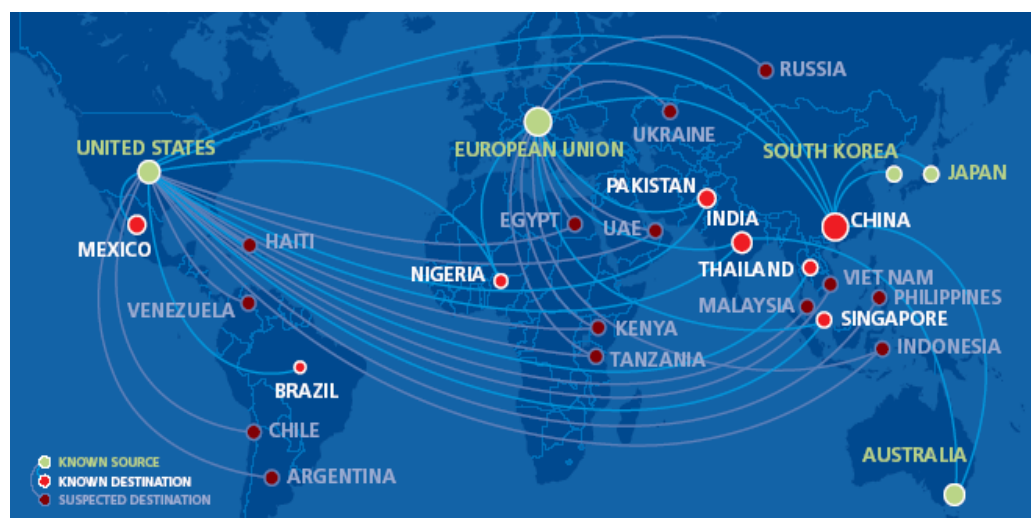 RUSSIA
UKRAINE
UNITED STATES
EUROPEAN UNION
SOUTH KOREA
JAPAN
PAKISTAN
INDIA
CHINA
EGYPT
UAE
MEXICO
HAITI
NIGERIA
THAILAND
VIET NAM
VENEZUELA
MALAYSIA
PHILIPPINES
SINGAPORE
KENYA
TANZANIA
INDONESIA
BRAZIL
CHILE
ARGENTINA
AUSTRALIA
KNOWN SOURCE
KNOWN DESTINATION
SUSPECTED DESTINATION